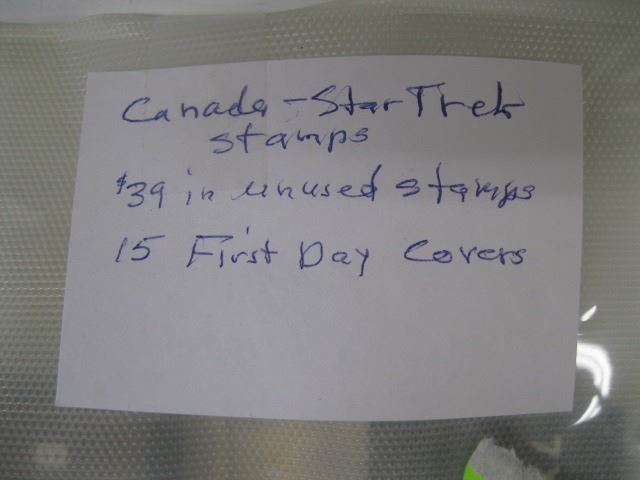 Canada - Star Trek
stamps
$39 in unused stamps
15 First Day Covers